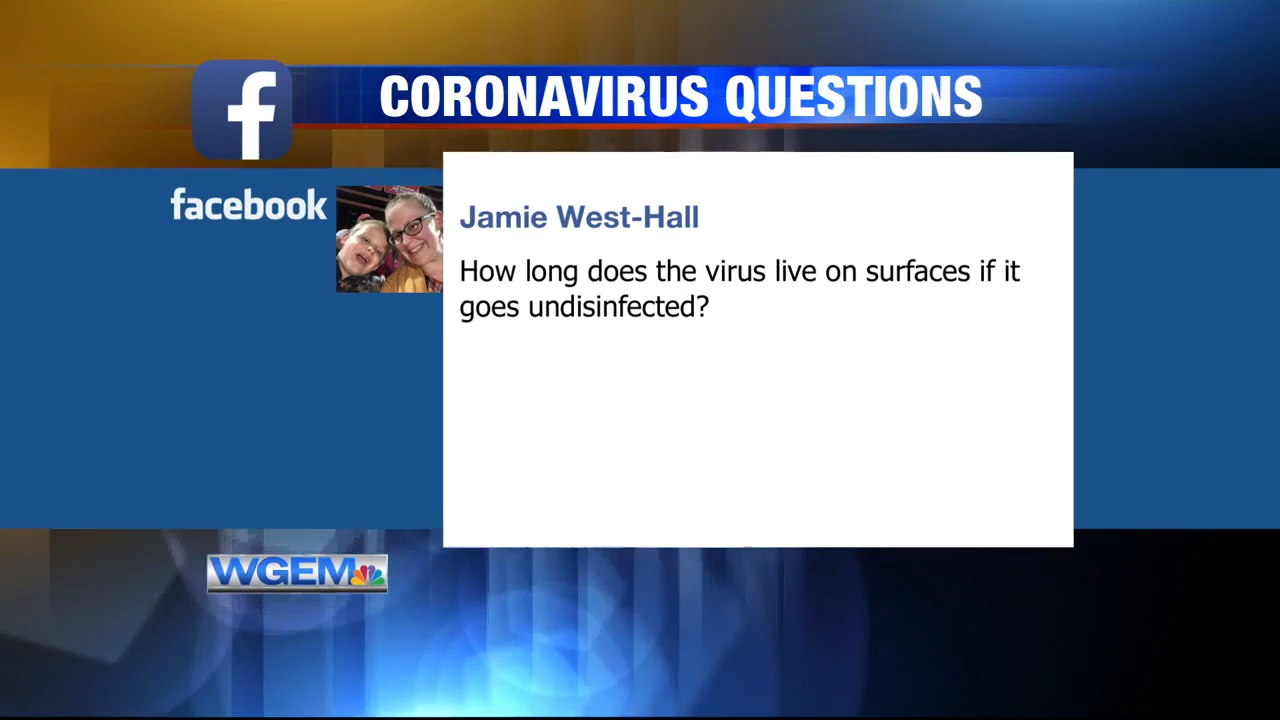 CORONAVIRUS QUESTIONS
f
facebook
Jamie West-Hall
How long does the virus live on surfaces if it
goes undisinfected?
WGEM